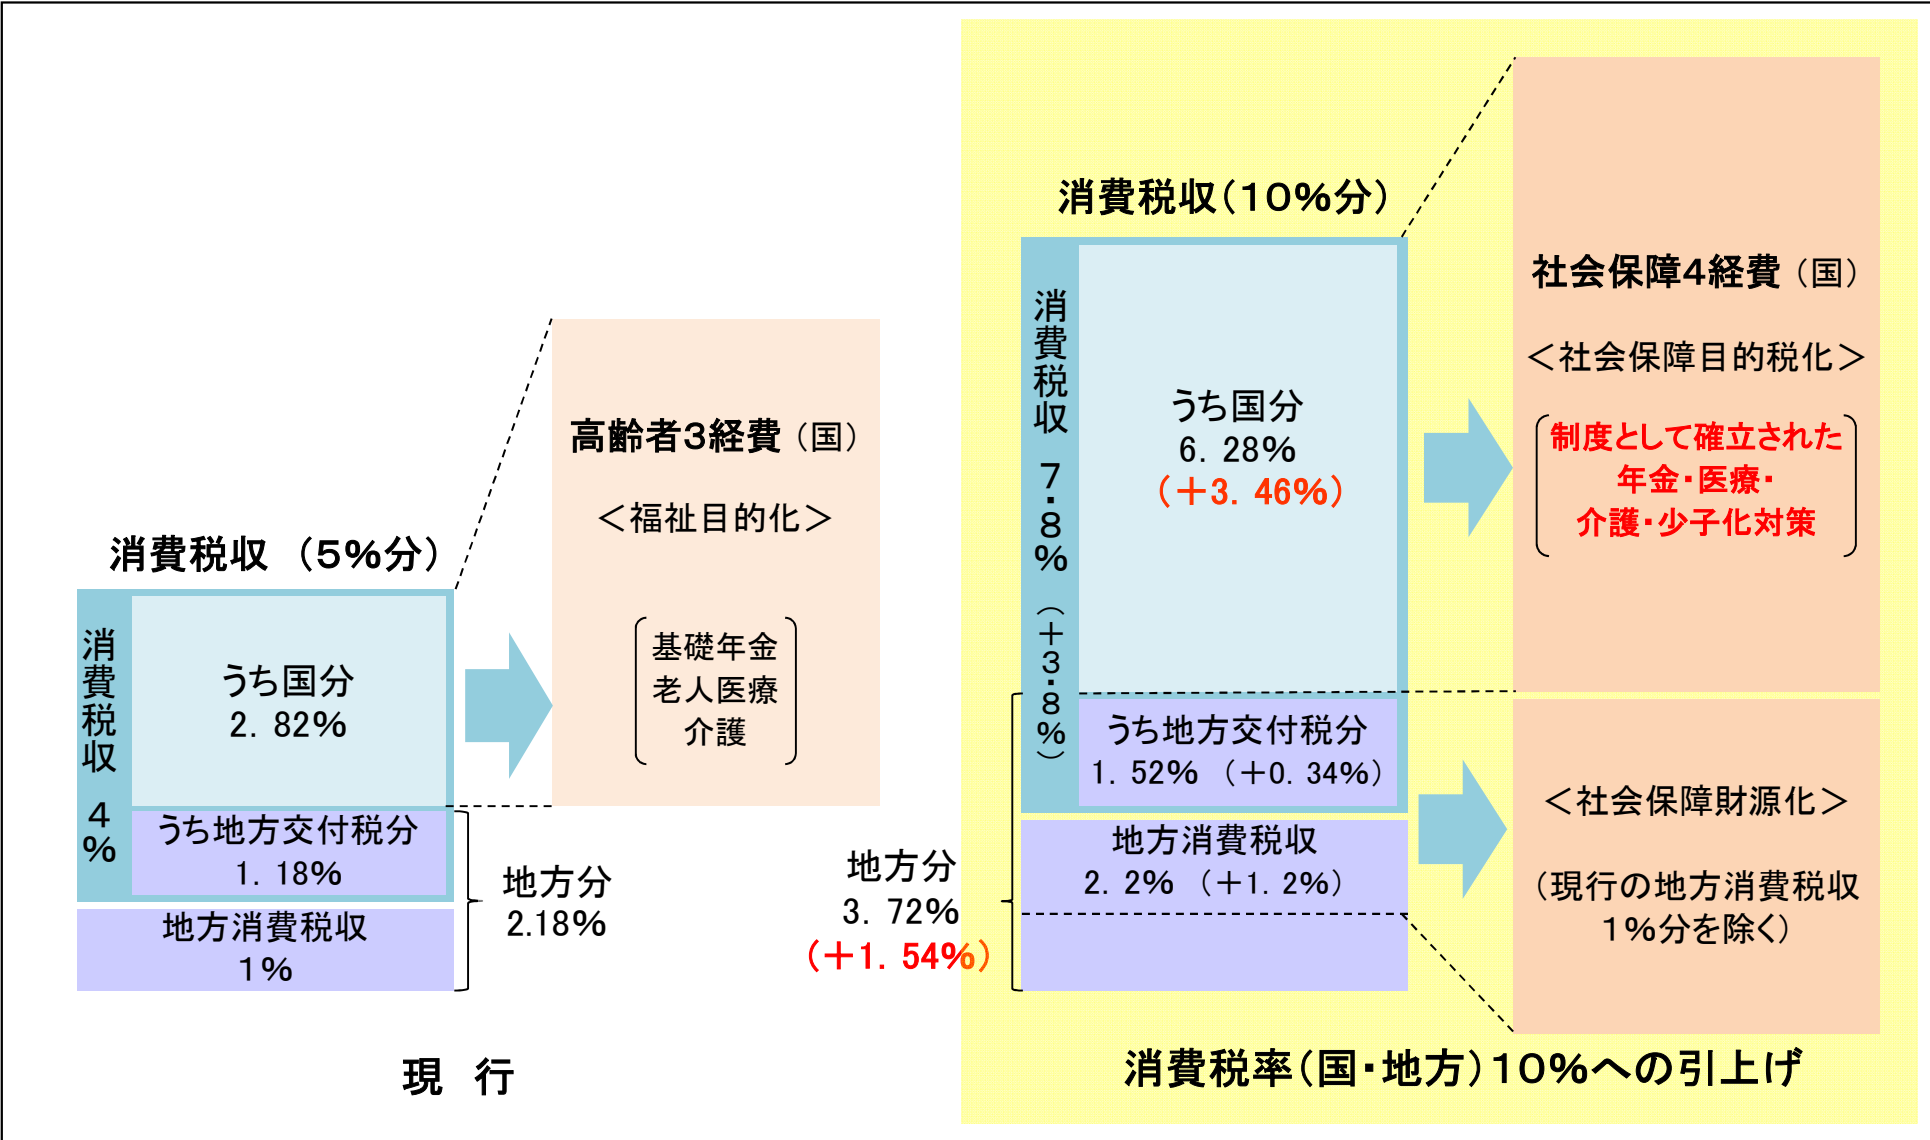 消費税収（５％分）
消費税収 ４％
うち国分
２．８２％
うち地方交付税分
１．１８％
地方消費税収
１％
地方分
2.18％
高齢者３経費（国）
＜福祉目的化＞
基礎年金
老人医療
介護
現 行
消費税収（１０％分）
消費税収 ７・８％（＋３・８％）
うち国分
６．２８％
（＋３．４６％）
うち地方交付税分
１．５２％（＋０．３４％）
地方消費税収
２．２％（＋１．２％）
地方分
３．７２％
（＋１．５４％）
社会保障４経費（国）
＜社会保障目的税化＞
制度として確立された
年金・医療・
介護・少子化対策
＜社会保障財源化＞
（現行の地方消費税収
１％分を除く）
消費税率（国・地方）１０％への引上げ